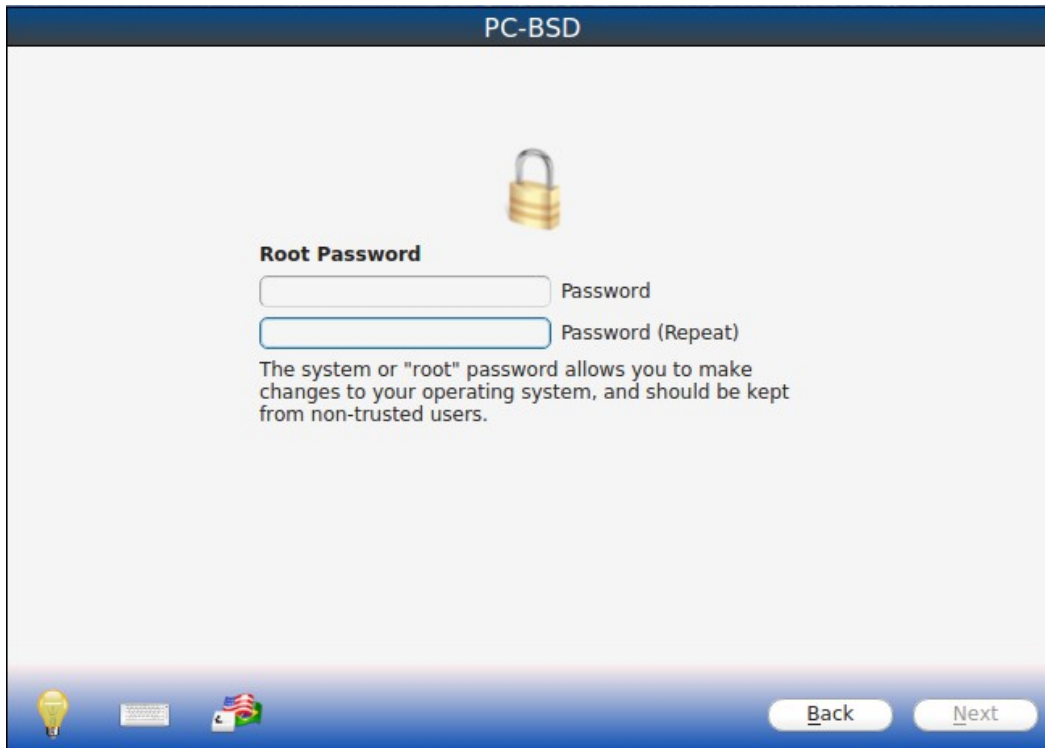 PC-BSD
Root Password
Password
Password (Repeat)
The system or "root" password allows you to make
changes to your operating system, and should be kept
from non-trusted users.
Back
Next